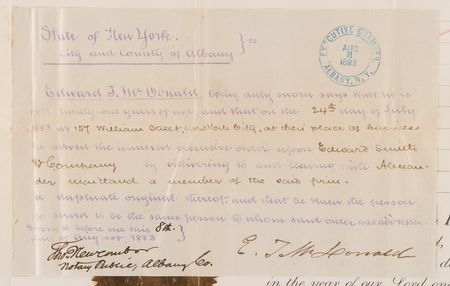 State of New York.
City and County of Albany } ss
EXECUTIVE CHAMBER
AUG
8
1883
ALBANY, N.Y.
Edward J. McDonald, being duly sworn says that he is
over twenty-one years of age and that on the 24th day of July
1883 at 157 William Street, New York City, at their place of business
he served the annexed executive order upon Edward Smith
& Company by delivering to and leaving with Alexan-
der Maitland a member of the said firm.
a duplicate original thereof and that he knew the person
so served to be the same person to whom said order was addressed.
Sworn to before me this 8th }
day of August 1883
Newcomb
Notary Public, Albany Co.
E. J. McDonald
in the year of our Lord one